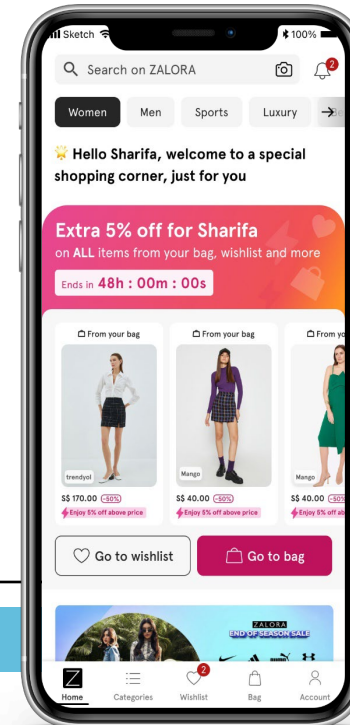 Sketch
100%
Search on ZALORA
2
Women
Men
Sports
Luxury
Hello Sharifa, welcome to a special
shopping corner, just for you
Extra 5% off for Sharifa
on ALL items from your bag, wishlist and more
Ends in 48h : 00m : 00s
From your bag
From your bag
trendyol
Mango
Mango
S$ 170.00 -50%
S$ 40.00 -50%
S$ 40.00
Enjoy 5% off above price
Enjoy 5% off above price
Enjoy 5% off
Go to wishlist
Go to bag
ZALORA
END OF SEASON SALE
Z
2
Home
Categories
Wishlist
Bag
Account